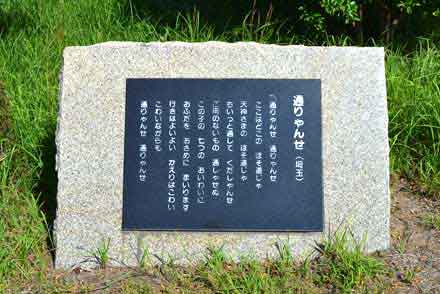 通りゃんせ（埼玉）
通りゃんせ 通りゃんせ
ここはどこの ほそ通じゃ
天神さまの ほそ通じゃ
ちいっと通して くだしゃんせ
ご用のないもの 通しゃせぬ
この子の 七つの おいわいに
おふだを おさめに まいります
行きはよいよい かえりはこわい
こわいながらも
通りゃんせ 通りゃんせ